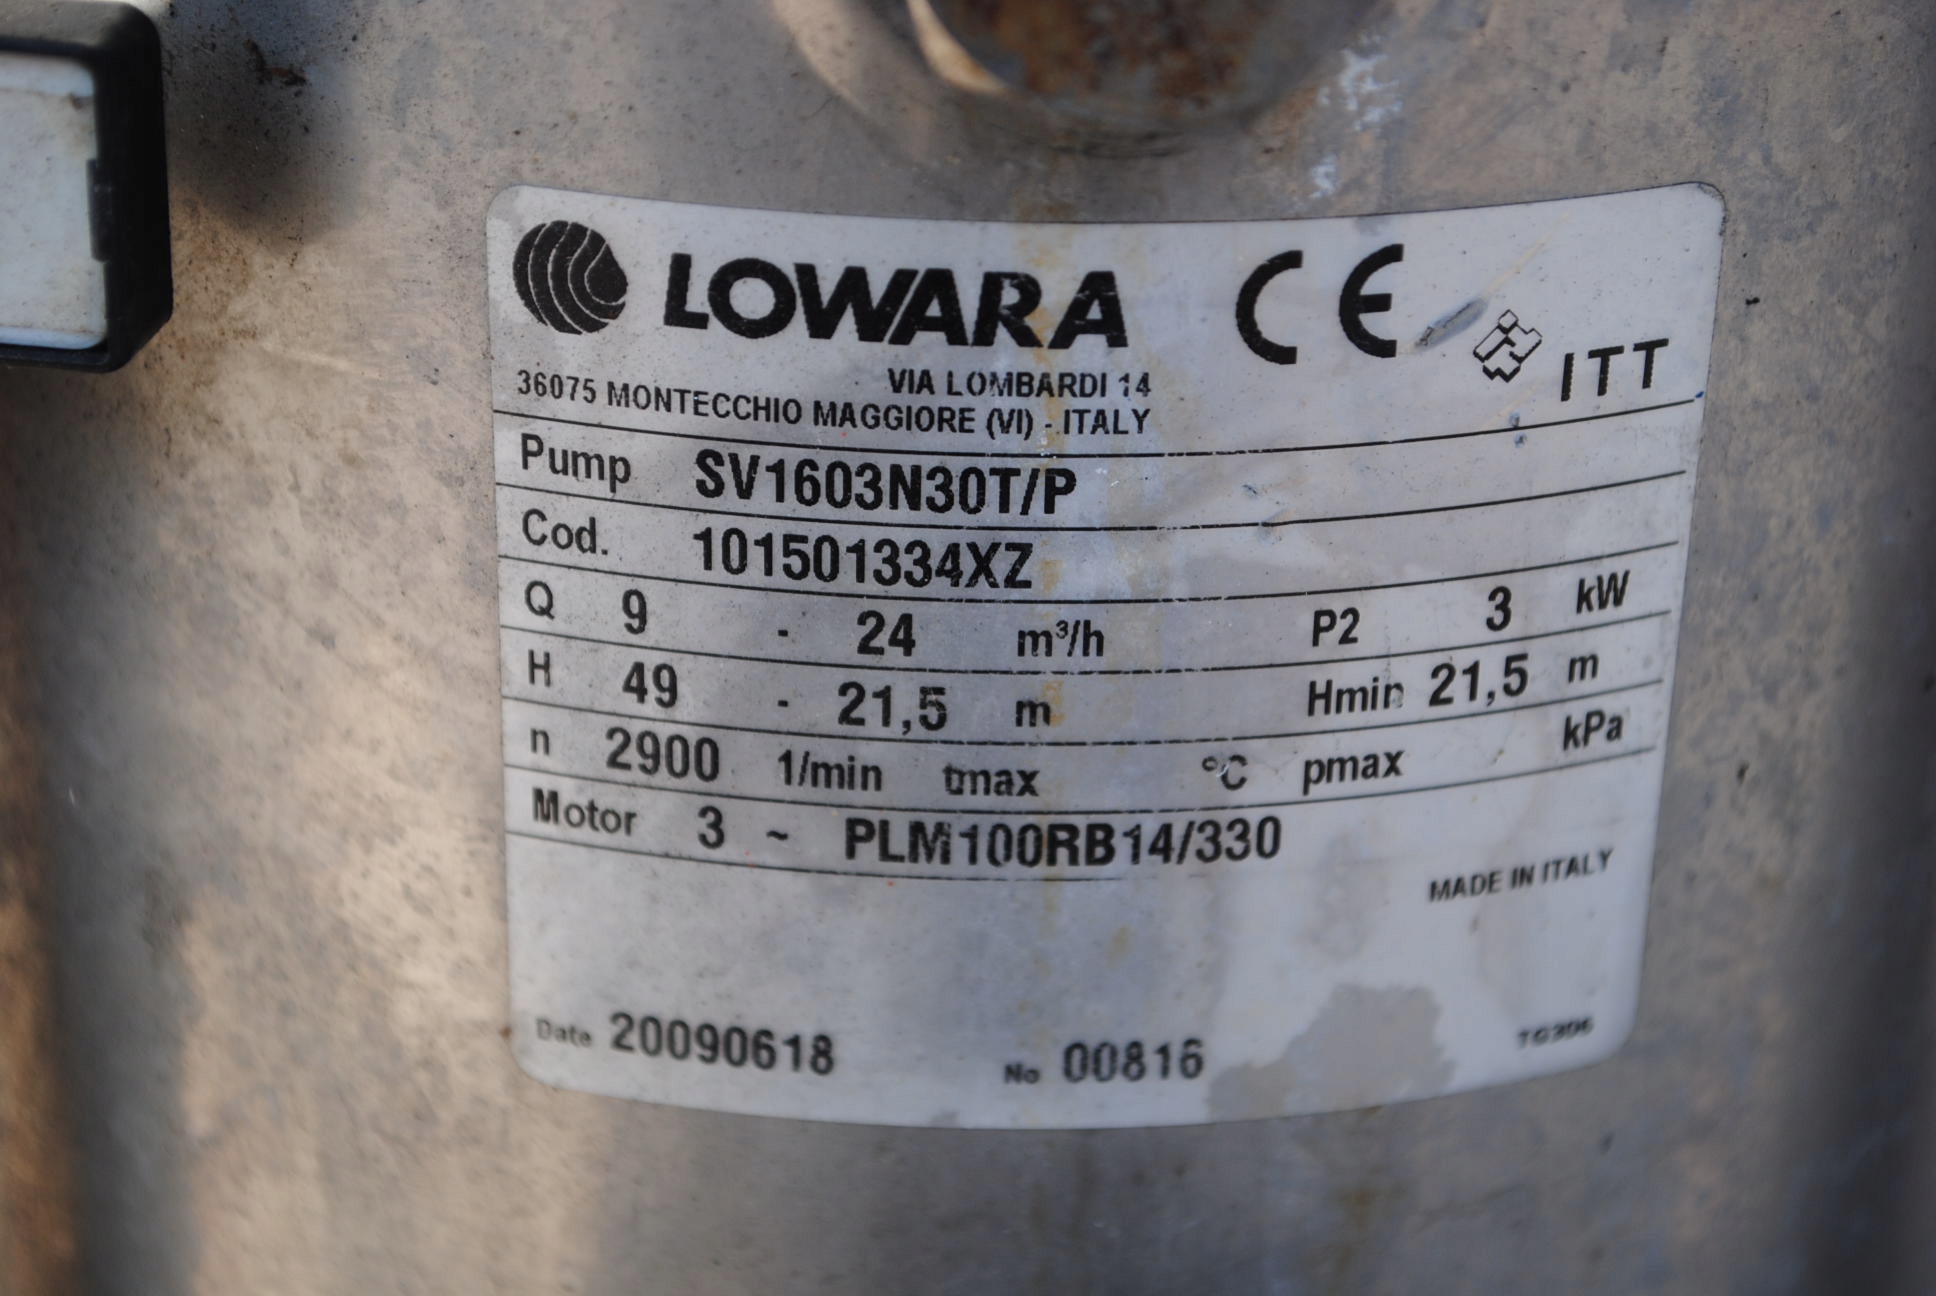 LOWARA CE ITT
VIA LOMBARDI 14
36075 MONTECCHIO MAGGIORE (VI) - ITALY
Pump SV1603N30T/P
Cod. 101501334XZ
Q 9 - 24 m³/h P2 3 kW
H 49 - 21,5 m Hmin 21,5 m
n 2900 1/min tmax °C pmax kPa
Motor 3 ~ PLM100RB14/330
MADE IN ITALY
Date 20090618 No 00816 TG306